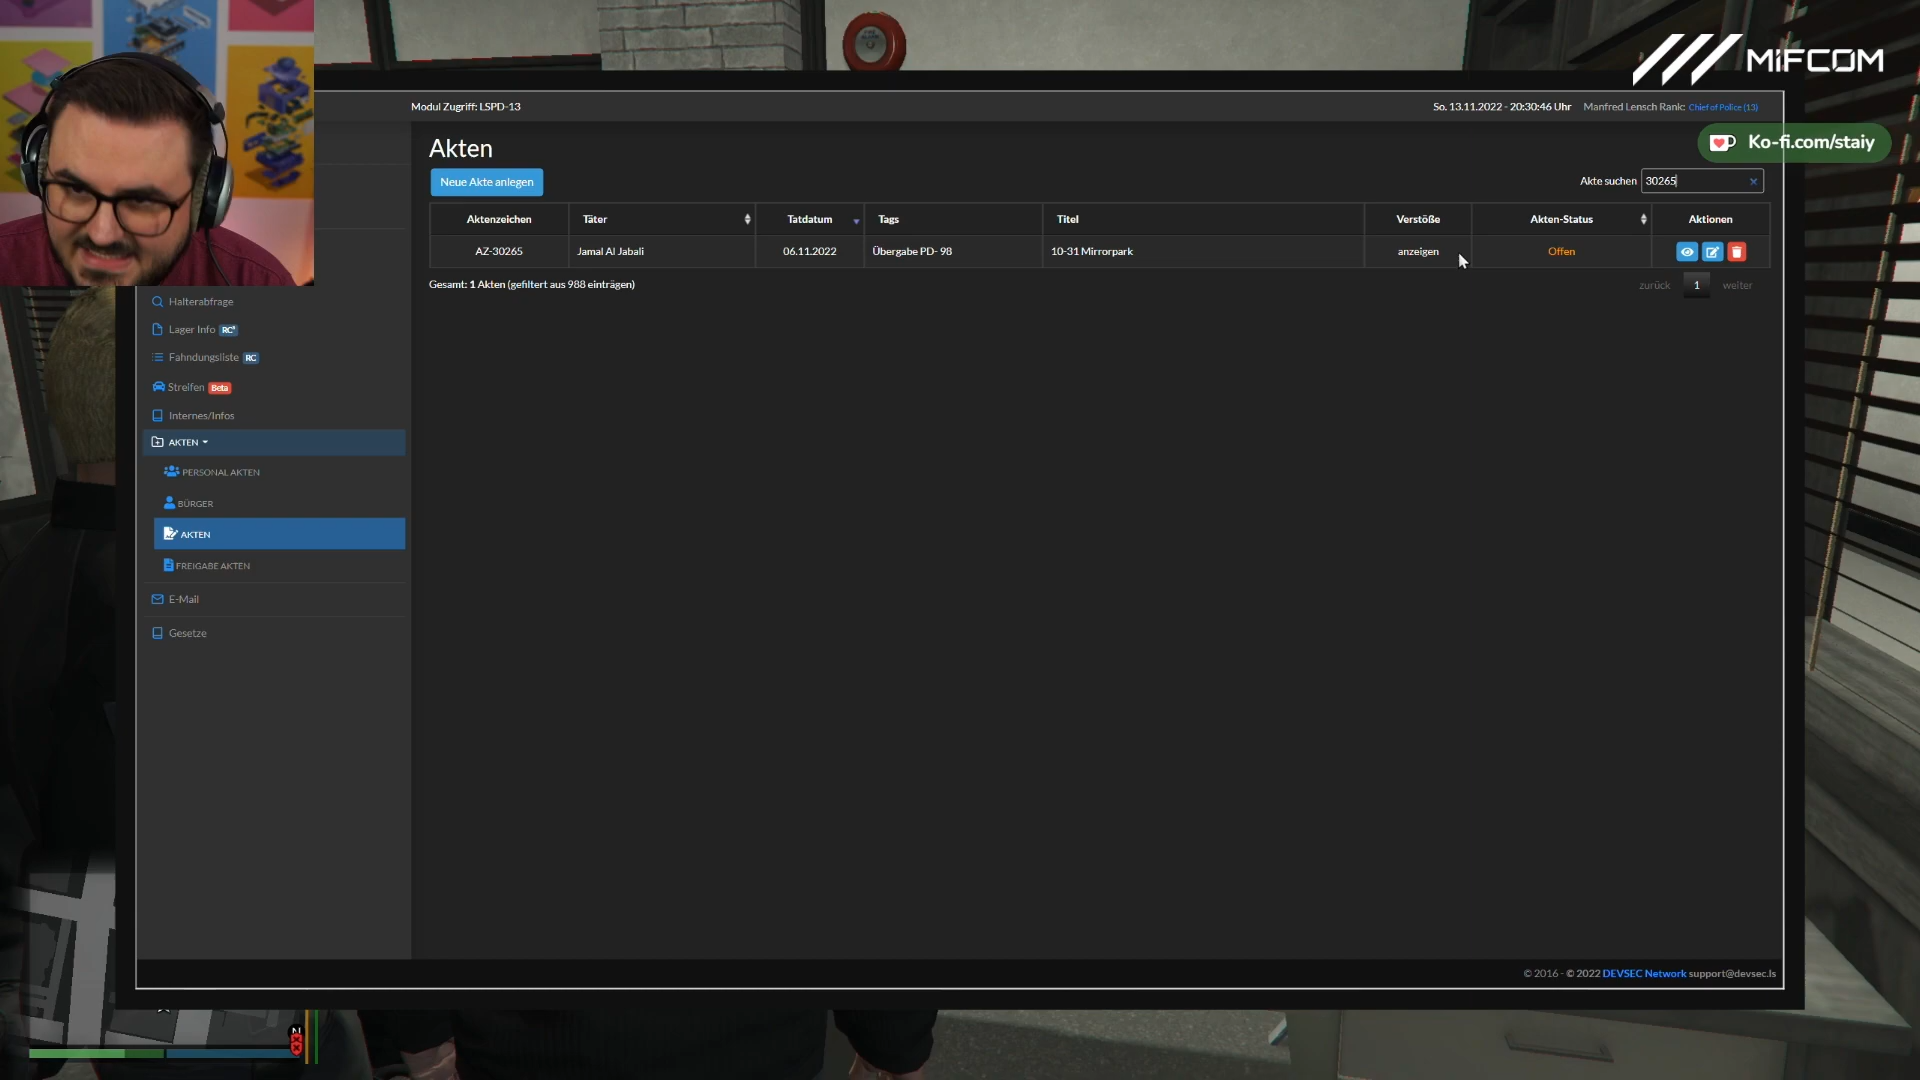 MIFCOM
Modul Zugriff: LSPD-13
So. 13.11.2022 - 20:30:46 Uhr
Manfred Lensch Rank: Chief of Police (13)
Ko-fi.com/staiy
Akten
Neue Akte anlegen
Akte suchen 30265
Aktenzeichen Täter Tatdatum Tags Titel Verstöße Akten-Status Aktionen
AZ-30265 Jamal Al Jabali 06.11.2022 Übergabe PD- 98 10-31 Mirrorpark anzeigen Offen
Gesamt: 1 Akten (gefiltert aus 988 einträgen)
zurück 1 weiter
Halterabfrage
Lager Info RC²
Fahndungsliste RC
Streifen Beta
Internes/Infos
AKTEN
PERSONAL AKTEN
BÜRGER
AKTEN
FREIGABE AKTEN
E-Mail
Gesetze
© 2016 - © 2022 DEVSEC Network support@devsec.ls
N